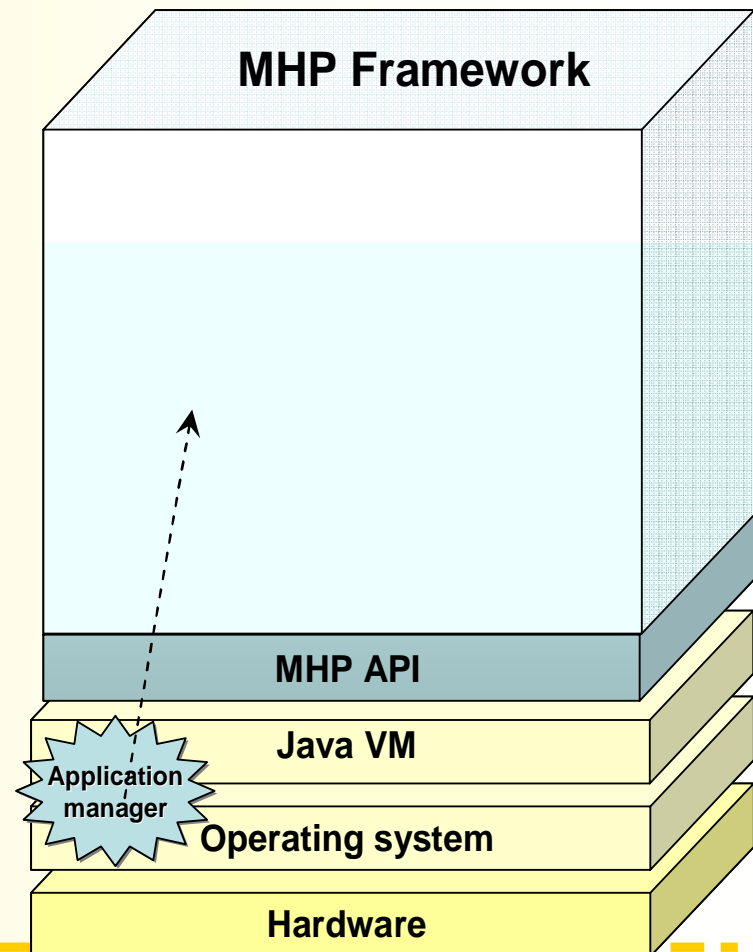 MHP Framework
MHP API
Java VM
Application
manager
Operating system
Hardware